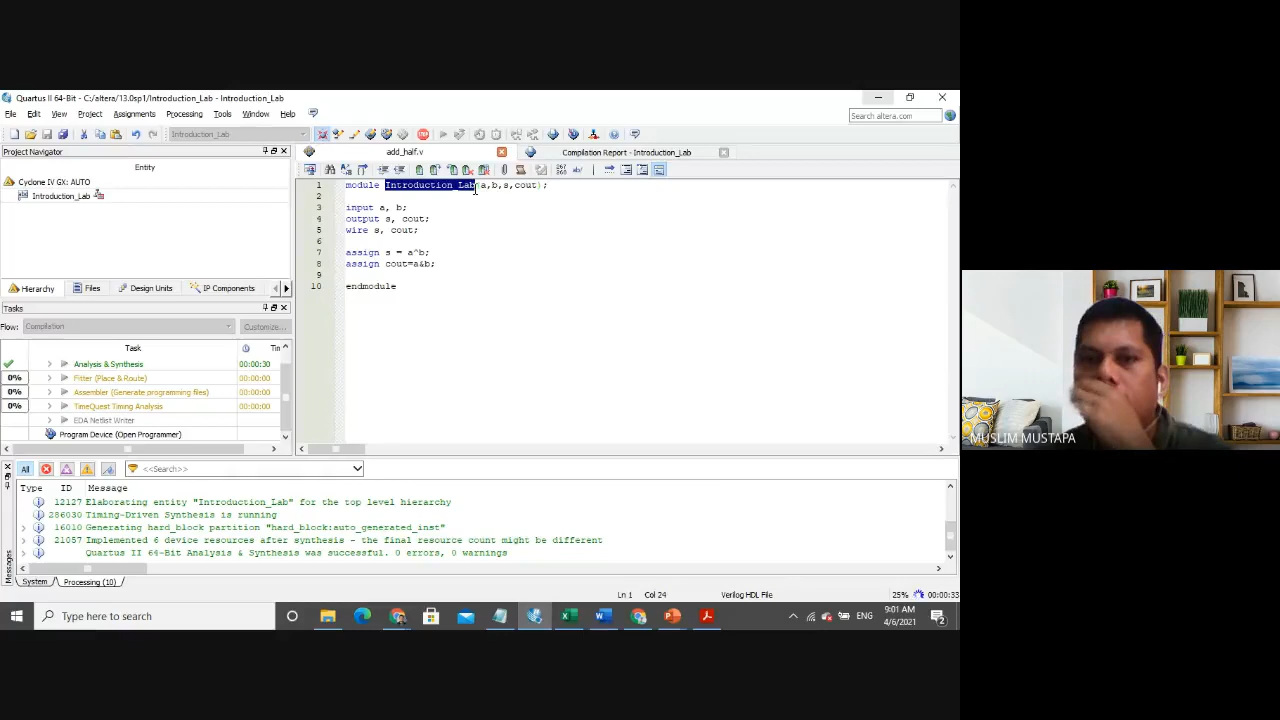 Quartus II 64-Bit - C:/altera/13.0sp1/Introduction_Lab - Introduction_Lab
File Edit View Project Assignments Processing Tools Window Help
Search altera.com
Introduction_Lab
Project Navigator
Entity
Cyclone IV GX: AUTO
Introduction_Lab
Hierarchy Files Design Units IP Components
Tasks
Flow: Compilation Customize...
Task Tin
Analysis & Synthesis 00:00:30
0% Fitter (Place & Route) 00:00:00
0% Assembler (Generate programming files) 00:00:00
0% TimeQuest Timing Analysis 00:00:00
EDA Netlist Writer
Program Device (Open Programmer)
add_half.v Compilation Report - Introduction_Lab
1 module Introduction_Lab(a,b,s,cout);
2
3 input a, b;
4 output s, cout;
5 wire s, cout;
6
7 assign s = a^b;
8 assign cout=a&b;
9
10 endmodule
MUSLIM MUSTAPA
All <<Search>>
Type ID Message
12127 Elaborating entity "Introduction_Lab" for the top level hierarchy
286030 Timing-Driven Synthesis is running
16010 Generating hard_block partition "hard_block:auto_generated_inst"
21057 Implemented 6 device resources after synthesis - the final resource count might be different
Quartus II 64-Bit Analysis & Synthesis was successful. 0 errors, 0 warnings
Messages
System Processing (10)
Ln 1 Col 24 Verilog HDL File 25% 00:00:33
Type here to search
ENG
9:01 AM
4/6/2021
2